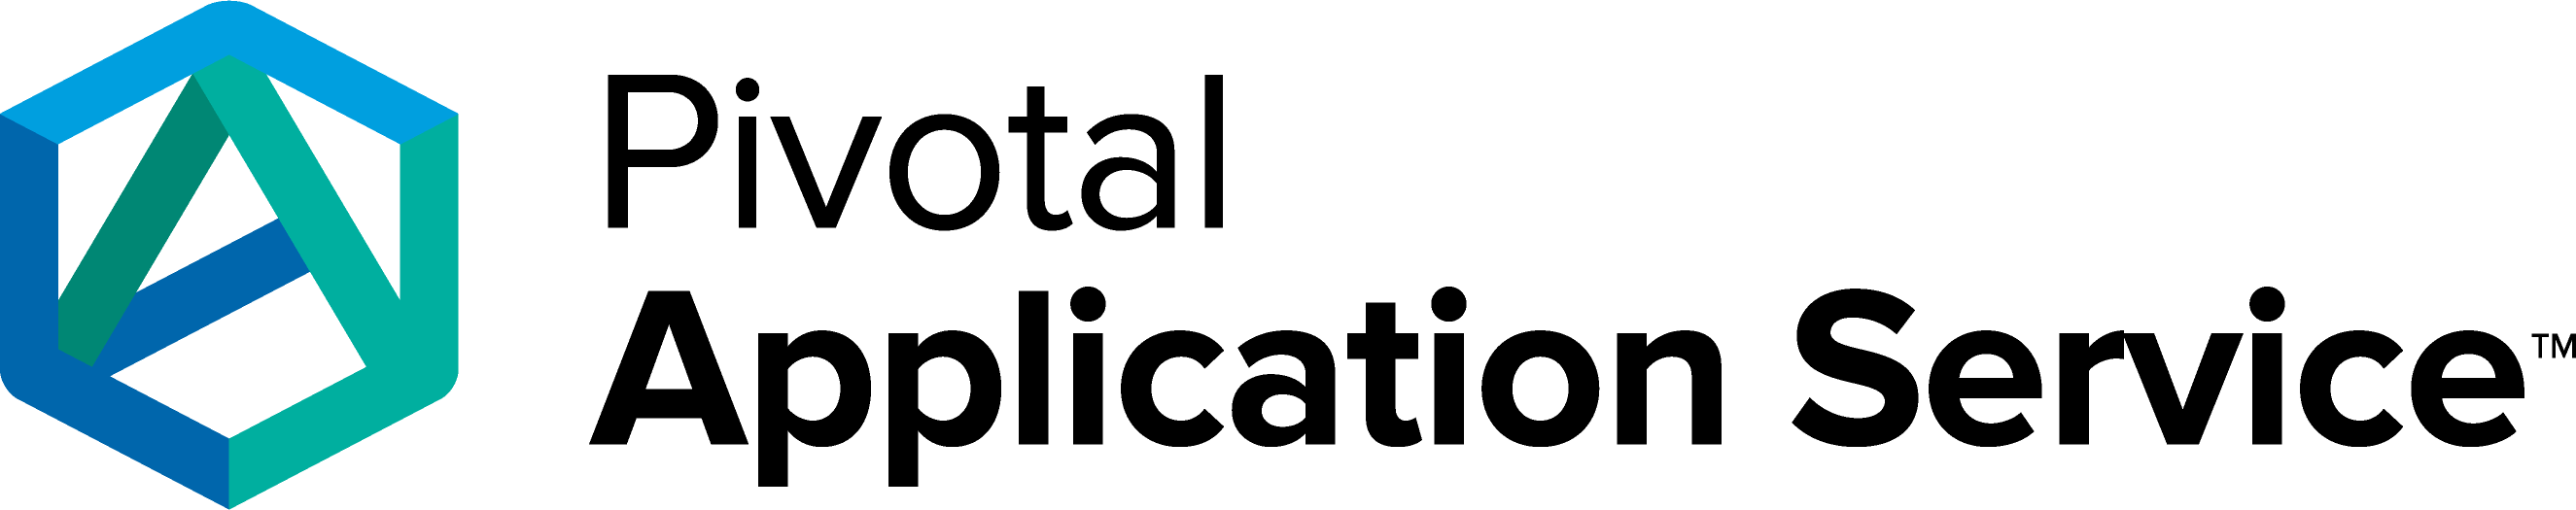 Pivotal
Application Service™